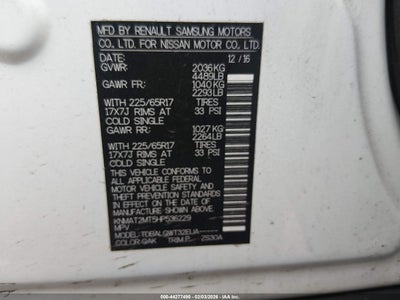 MFD BY RENAULT SAMSUNG MOTORS
CO. LTD. FOR NISSAN MOTOR CO., LTD.
DATE: 12/16
GVWR: 2036KG
4489LB
GAWR FR: 1040KG
2293LB
WITH 225/65R17 TIRES
17X7J RIMS AT 33 PSI
COLD SINGLE
GAWR RR: 1027KG
2264LB
WITH 225/65R17 TIRES
17X7J RIMS AT 33 PSI
COLD SINGLE
THIS VEHICLE CONFORMS TO ALL
APPLICABLE FEDERAL MOTOR VEHICLE
SAFETY, BUMPER, AND THEFT
PREVENTION STANDARDS IN EFFECT ON
THE DATE OF MANUFACTURE SHOWN
ABOVE.
KNMAT2MT5HP536229
MPV
MODEL:
COLOR:QAK TRIM:P
000-44277490 - 02/03/2026 - IAA